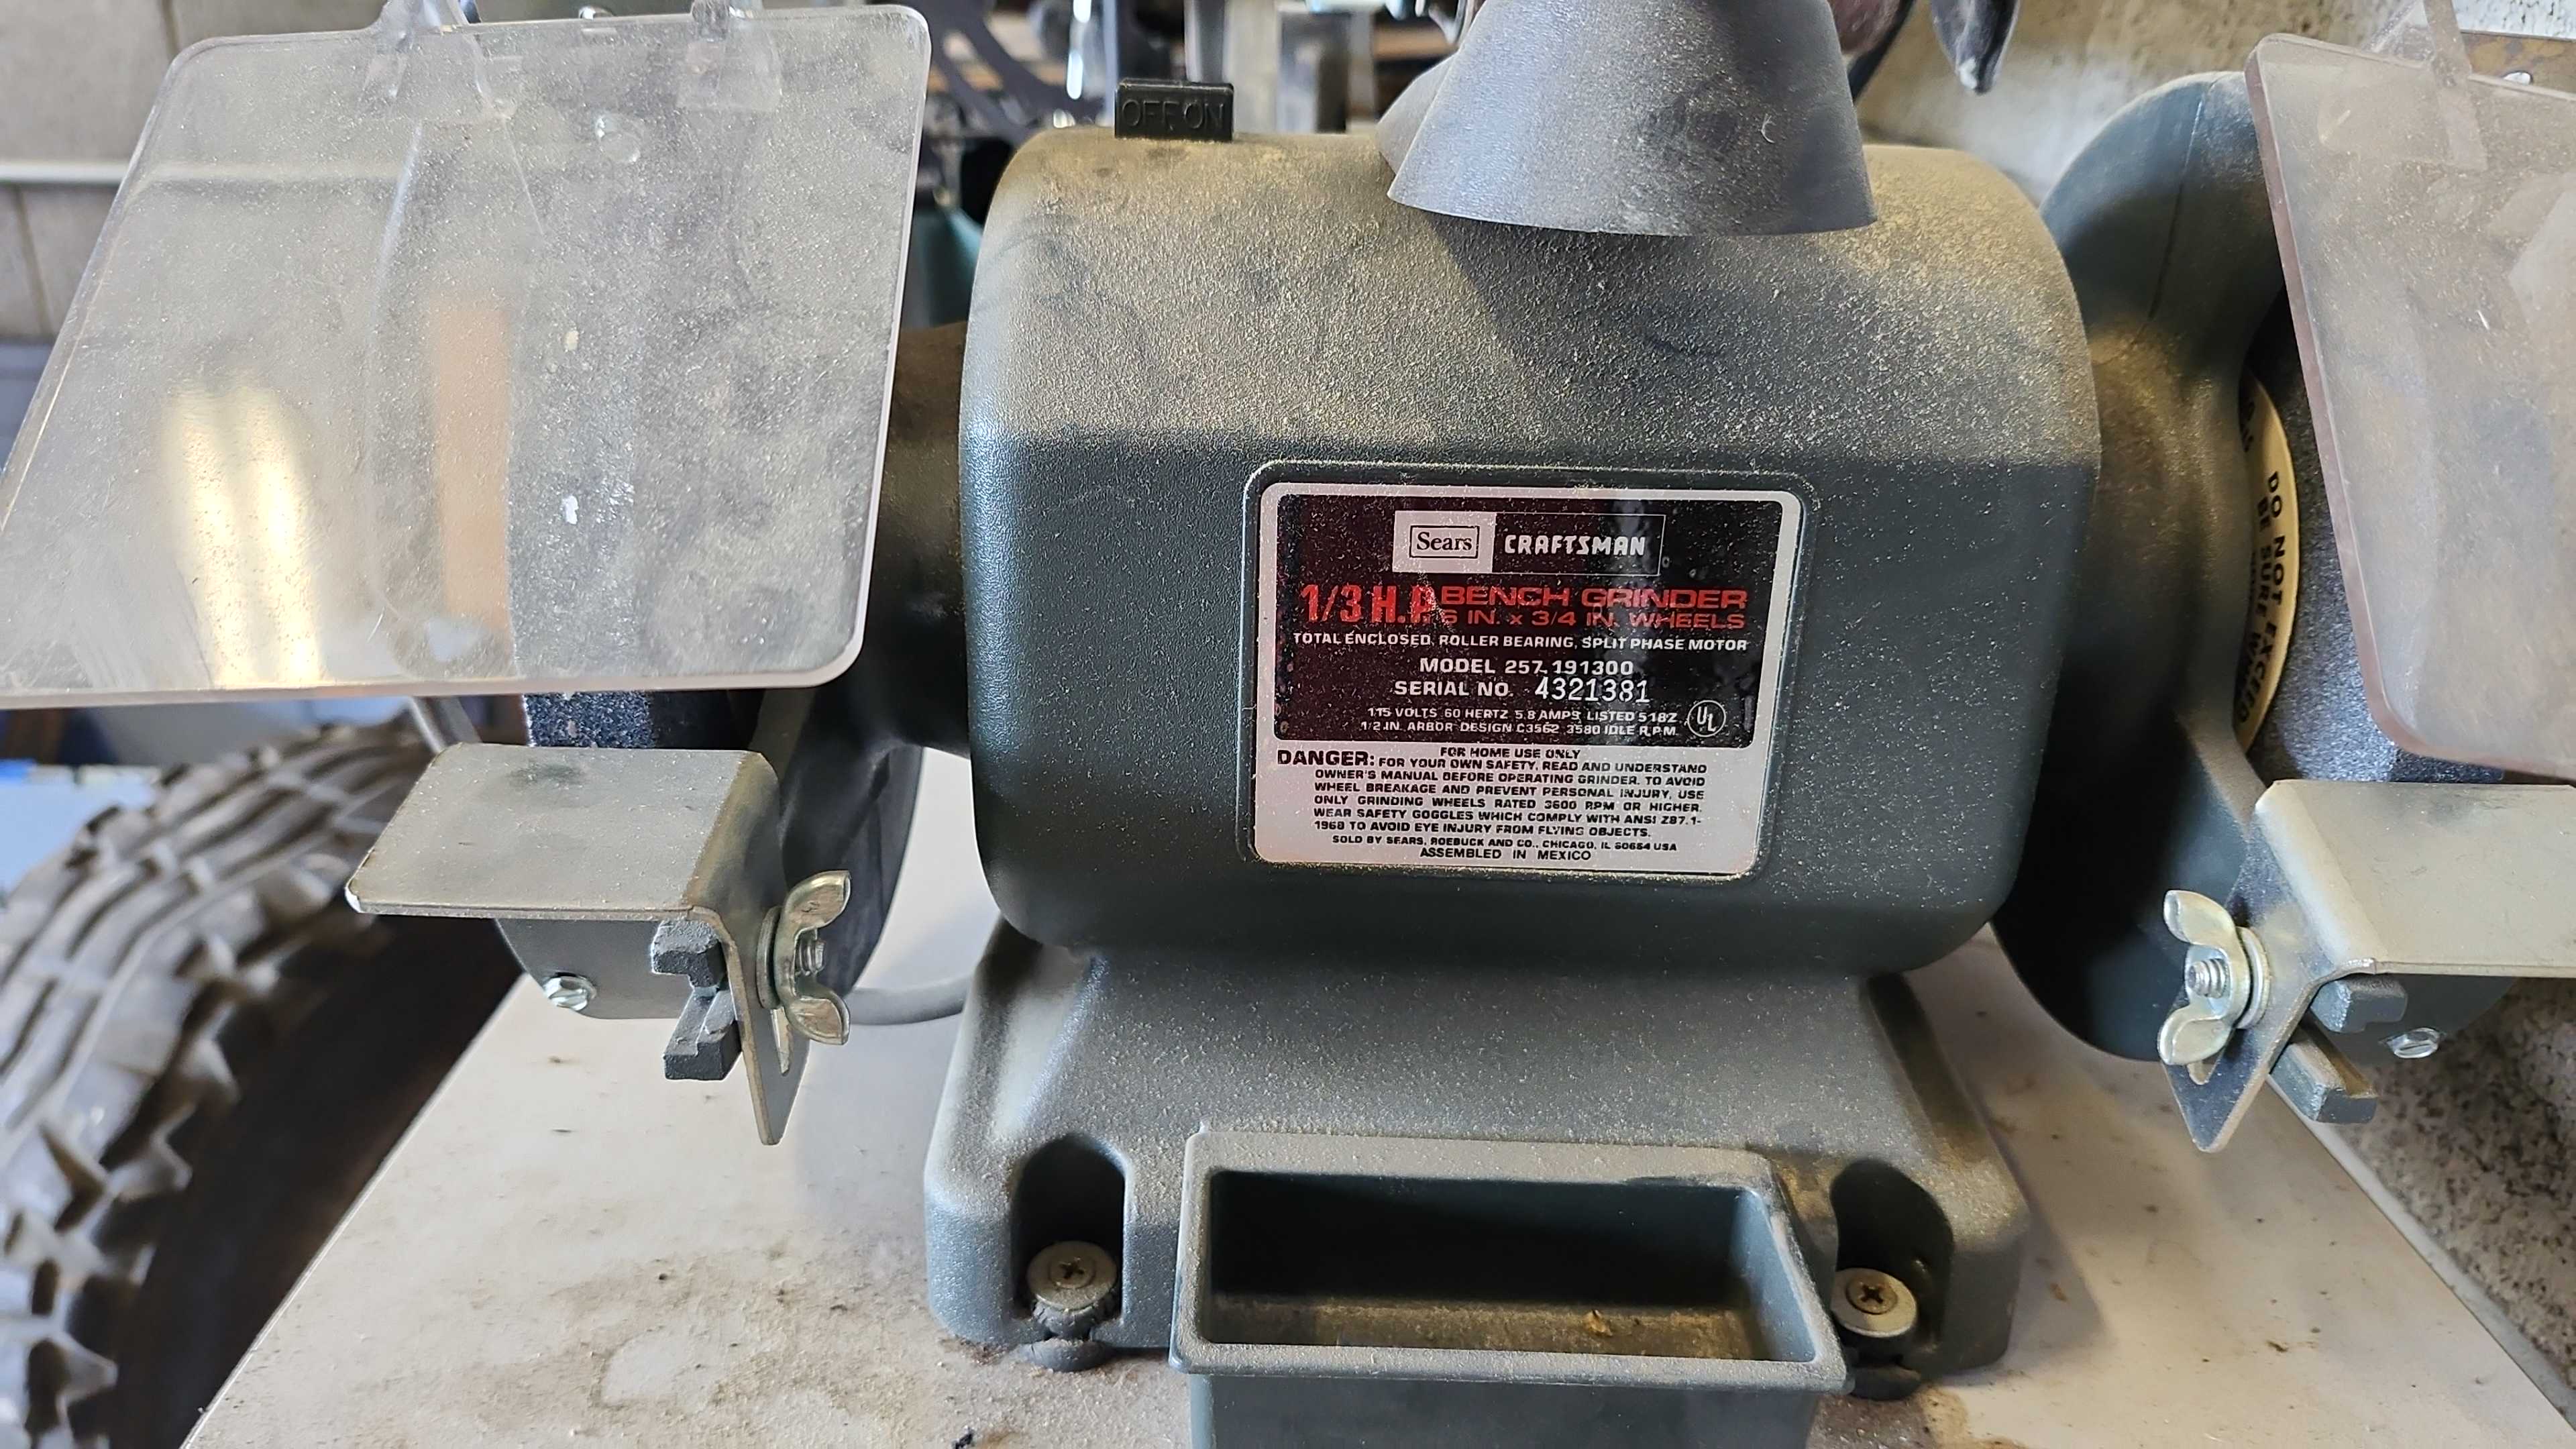 OFF ON
Sears CRAFTSMAN
1/3 H.P. BENCH GRINDER
6 IN. x 3/4 IN. WHEELS
TOTAL ENCLOSED, ROLLER BEARING, SPLIT PHASE MOTOR
MODEL 257.191300
SERIAL NO. 4321381
115 VOLTS 60 HERTZ 5.8 AMPS LISTED 518Z
UL
1/2 IN. ARBOR DESIGN C3562 3580 IDLE R.P.M.
FOR HOME USE ONLY
DANGER: FOR YOUR OWN SAFETY, READ AND UNDERSTAND
OWNER'S MANUAL BEFORE OPERATING GRINDER. TO AVOID
WHEEL BREAKAGE AND PREVENT PERSONAL INJURY, USE
ONLY GRINDING WHEELS RATED 3600 RPM OR HIGHER.
WEAR SAFETY GOGGLES WHICH COMPLY WITH ANSI Z87.1-
1968 TO AVOID EYE INJURY FROM FLYING OBJECTS.
SOLD BY SEARS, ROEBUCK AND CO., CHICAGO, IL 60684 USA
ASSEMBLED IN MEXICO
DO NOT EXCEED
BE SURE